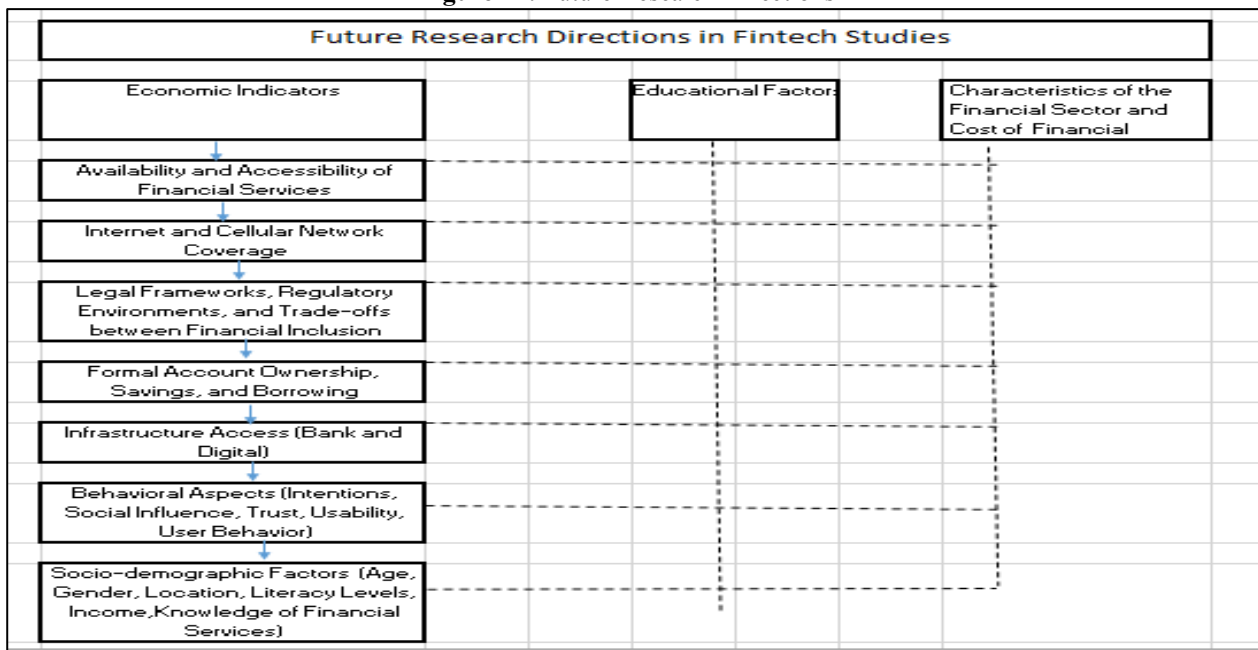 Future Research Directions in Fintech Studies
Economic Indicators
Educational Factor
Characteristics of the
Financial Sector and
Cost of Financial
Availability and Accessibility of
Financial Services
Internet and Cellular Network
Coverage
Legal Frameworks, Regulatory
Environments, and Trade-offs
between Financial Inclusion
Formal Account Ownership,
Savings, and Borrowing
Infrastructure Access (Bank and
Digital)
Behavioral Aspects (Intentions,
Social Influence, Trust, Usability,
User Behavior)
Socio-demographic Factors (Age,
Gender, Location, Literacy Levels,
Income,Knowledge of Financial
Services)